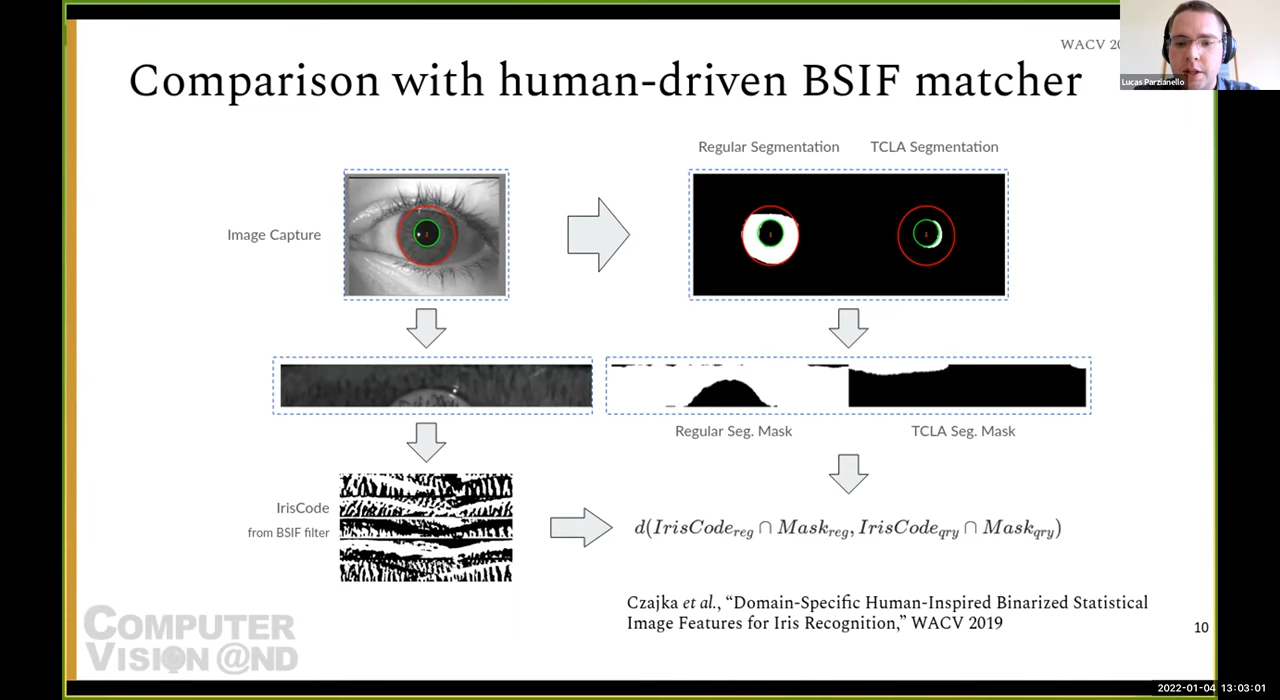 WACV 20
Comparison with human-driven BSIF matcher
Lucas Parzianello
Regular Segmentation
TCLA Segmentation
Image Capture
Regular Seg. Mask
TCLA Seg. Mask
IrisCode
from BSIF filter
d(IrisCode_reg ∩ Mask_reg, IrisCode_qry ∩ Mask_qry)
Czajka et al., “Domain-Specific Human-Inspired Binarized Statistical
Image Features for Iris Recognition,” WACV 2019
COMPUTER
VISION @ND
10
2022-01-04 13:03:01